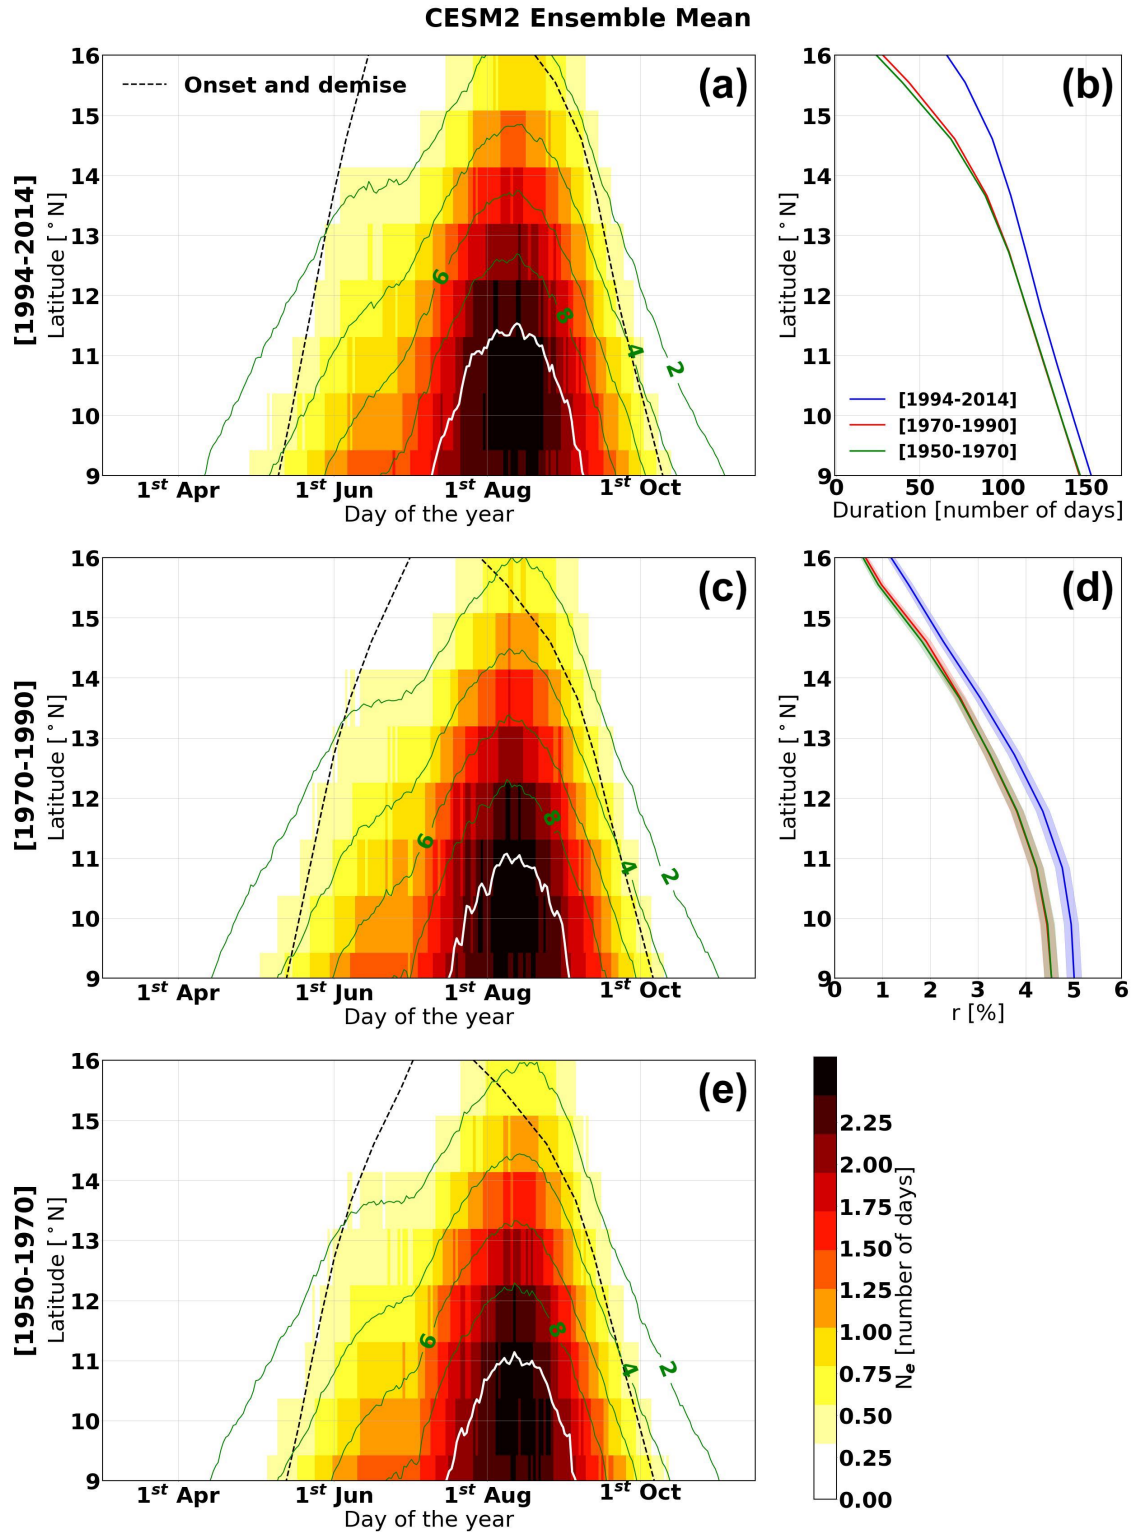 CESM2 Ensemble Mean
[1994-2014]
Latitude [°N]
16
15
14
13
12
11
10
9
Onset and demise
(a)
6
8
4
2
1st Apr
1st Jun
1st Aug
1st Oct
Day of the year
Latitude [°N]
16
15
14
13
12
11
10
9
(b)
[1994-2014]
[1970-1990]
[1950-1970]
0
50
100
150
Duration [number of days]
[1970-1990]
Latitude [°N]
16
15
14
13
12
11
10
9
(c)
6
8
4
2
1st Apr
1st Jun
1st Aug
1st Oct
Day of the year
Latitude [°N]
16
15
14
13
12
11
10
9
(d)
0
1
2
3
4
5
6
r [%]
[1950-1970]
Latitude [°N]
16
15
14
13
12
11
10
9
(e)
6
8
4
2
1st Apr
1st Jun
1st Aug
1st Oct
Day of the year
2.25
2.00
1.75
1.50
1.25
1.00
0.75
0.50
0.25
0.00
Ne [number of days]